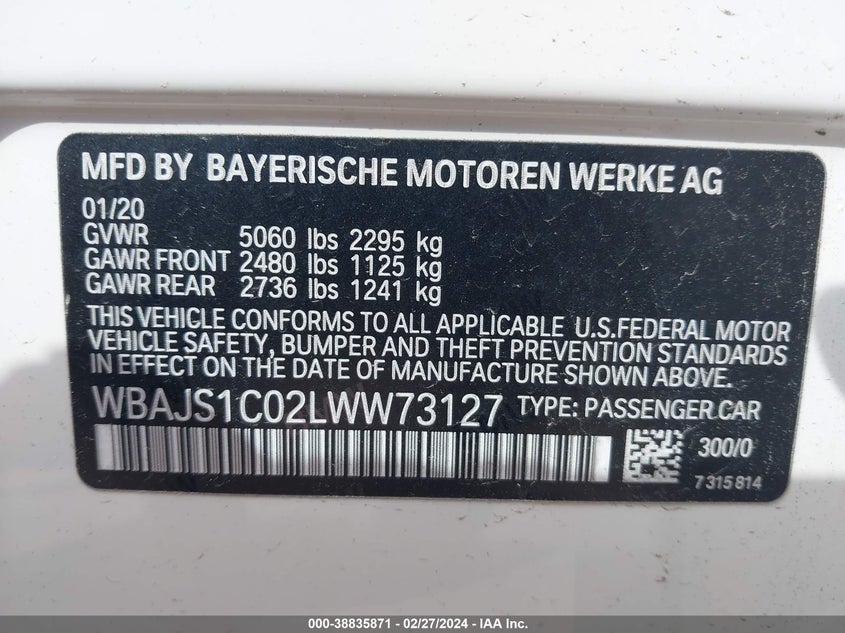 MFD BY BAYERISCHE MOTOREN WERKE AG
01/20
GVWR 5060 lbs 2295 kg
GAWR FRONT 2480 lbs 1125 kg
GAWR REAR 2736 lbs 1241 kg
THIS VEHICLE CONFORMS TO ALL APPLICABLE U.S.FEDERAL MOTOR
VEHICLE SAFETY, BUMPER AND THEFT PREVENTION STANDARDS
IN EFFECT ON THE DATE OF MANUFACTURE SHOWN ABOVE.
WBAJS1C02LWW73127 TYPE: PASSENGER CAR
300/0
7315814
000-38835871 - 02/27/2024 - IAA Inc.